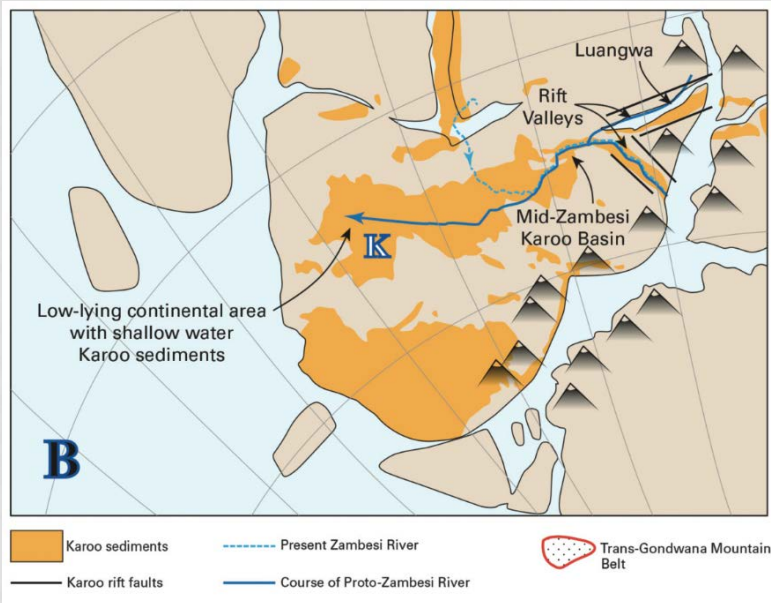 Luangwa
Rift
Valleys
Mid-Zambesi
Karoo Basin
K
Low-lying continental area
with shallow water
Karoo sediments
B
Karoo sediments
Present Zambesi River
Trans-Gondwana Mountain
Belt
Karoo rift faults
Course of Proto-Zambesi River